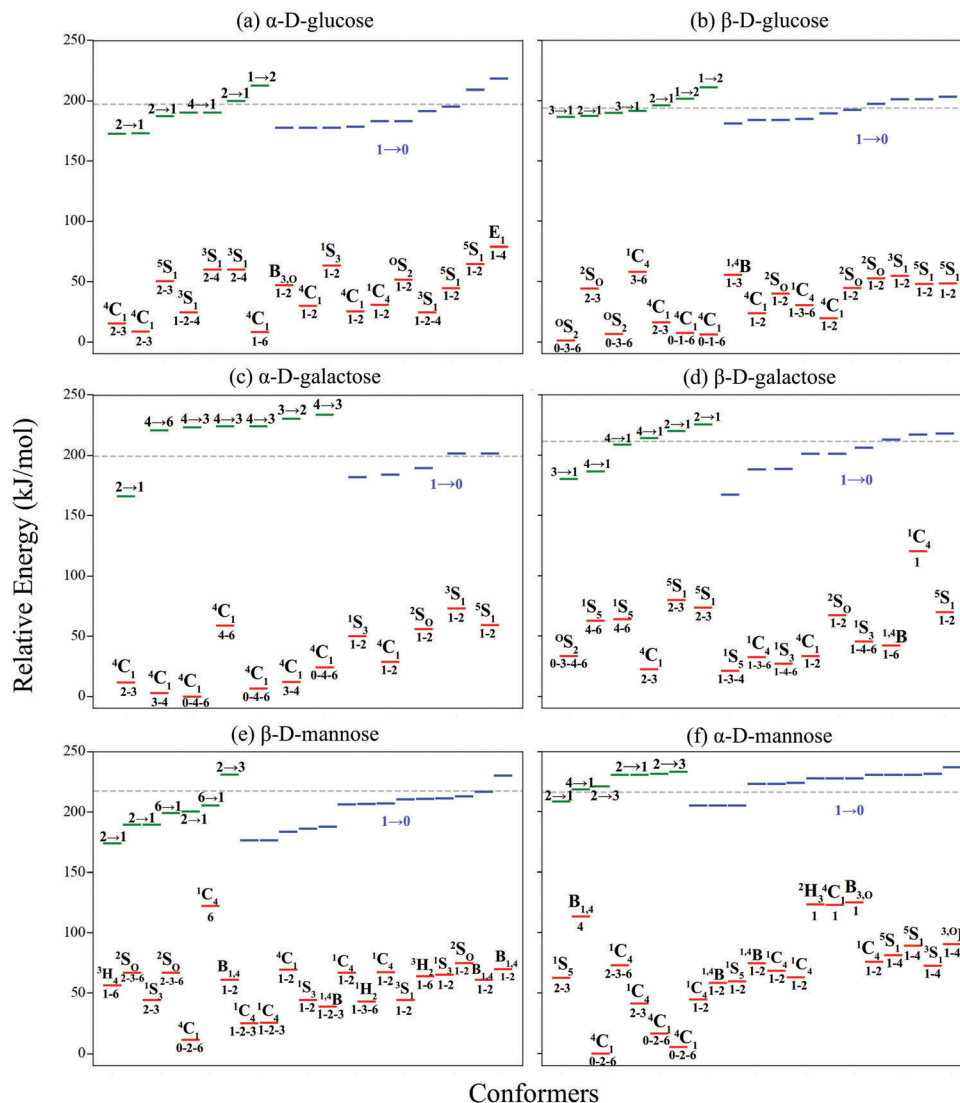 (a) α-D-glucose
250
200
150
100
50
0
2→1
2→1
4→1
2→1
1→2
1→0
⁴C₁
2-3
⁴C₁
2-3
⁵S₁
2-3
³S₁
1-2-4
³S₁
2-4
³S₁
2-4
⁴C₁
1-6
B₃,O
1-2
⁴C₁
1-2
¹S₃
1-2
⁴C₁
1-2
¹C₄
1-2
ᴼS₂
1-2
³S₁
1-2-4
⁵S₁
1-2
⁵S₁
1-2
E₁
1-4
(b) β-D-glucose
3→1
2→1
3→1
2→1
1→2
1→2
1→0
ᴼS₂
0-3-6
²Sₒ
2-3
ᴼS₂
0-3-6
¹C₄
3-6
⁴C₁
2-3
⁴C₁
0-1-6
⁴C₁
0-1-6
¹,⁴B
1-3
⁴C₁
1-2
²Sₒ
1-2
¹C₄
1-3-6
⁴C₁
1-2
²Sₒ
1-2
²Sₒ
1-2
³S₁
1-2
⁵S₁
1-2
⁵S₁
1-2
(c) α-D-galactose
250
200
150
100
50
0
2→1
4→6
4→3
4→3
4→3
3→2
4→3
1→0
⁴C₁
2-3
⁴C₁
3-4
⁴C₁
0-4-6
⁴C₁
4-6
⁴C₁
0-4-6
⁴C₁
3-4
⁴C₁
0-4-6
¹S₃
1-2
⁴C₁
1-2
²Sₒ
1-2
³S₁
1-2
⁵S₁
1-2
(d) β-D-galactose
3→1
4→1
4→1
4→1
2→1
2→1
1→0
ᴼS₂
0-3-4-6
¹S₅
4-6
¹S₅
4-6
⁴C₁
2-3
⁵S₁
2-3
⁵S₁
2-3
¹S₅
1-3-4
¹C₄
1-3-6
¹S₃
1-4-6
⁴C₁
1-2
²Sₒ
1-2
¹S₃
1-4-6
¹,⁴B
1-6
¹C₄
1
⁵S₁
1-2
(e) β-D-mannose
250
200
150
100
50
0
2→1
2→1
6→1
2→1
6→1
2→3
1→0
³H₄
1-6
²Sₒ
2-3-6
¹S₃
2-3
²Sₒ
2-3-6
⁴C₁
0-2-6
¹C₄
6
B₁,₄
1-2
¹C₄
1-2-3
¹C₄
1-2-3
⁴C₁
1-2
¹S₃
1-2
¹,⁴B
1-2-3
¹C₄
1-2
¹H₂
1-3-6
¹C₄
1-2
³S₁
1-2
³H₂
1-6
¹S₃
1-2
²Sₒ
1-2
B₁,₄
1-2
B₁,₄
1-2
(f) α-D-mannose
2→1
4→1
2→3
2→1
2→3
1→0
¹S₅
2-3
B₁,₄
4
⁴C₁
0-2-6
¹C₄
2-3-6
¹C₄
2-3
⁴C₁
0-2-6
⁴C₁
0-2-6
¹C₄
1-2
¹,⁴B
1-2
¹S₅
1-2
¹,⁴B
1-2
¹C₄
1-2
¹C₄
1-2
²H₃
1
⁴C₁
1
B₃,O
1
¹C₄
1-2
⁵S₁
1-4
⁵S₁
1-4
³S₁
1-4
1-4
Relative Energy (kJ/mol)
Conformers